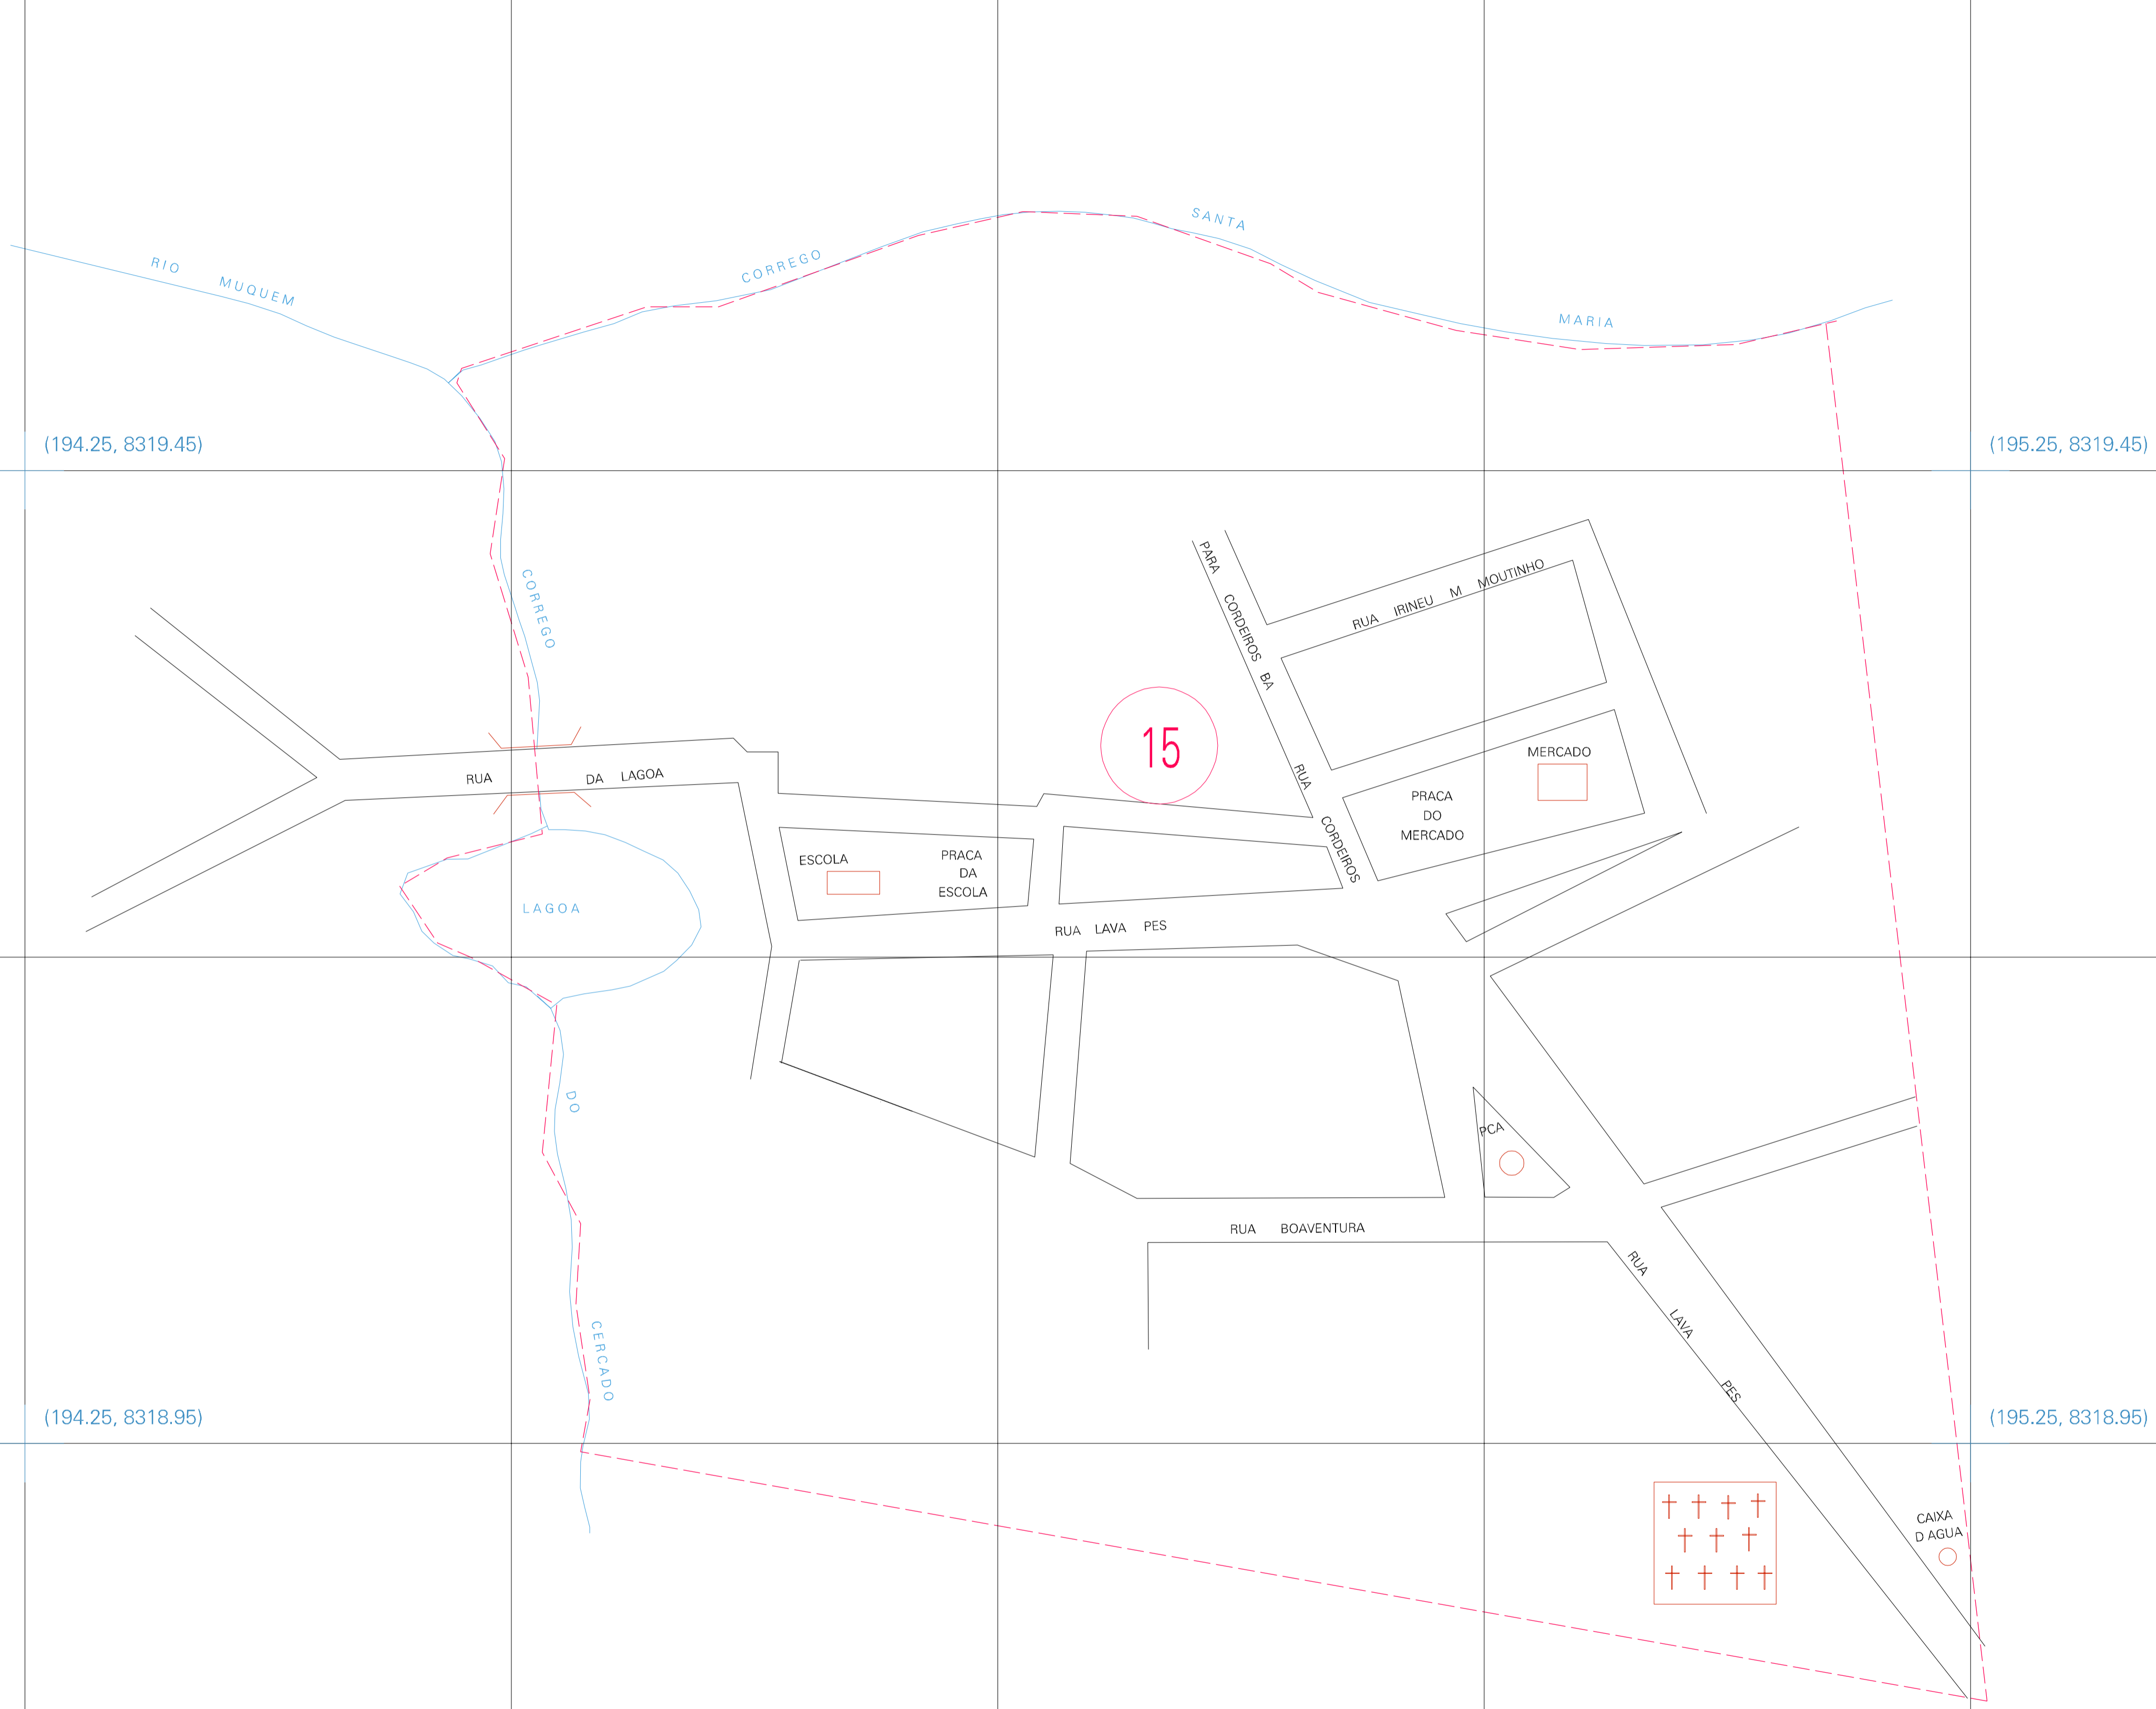 SANTA
CORREGO
RIO MUQUEM
MARIA
(194.25, 8319.45)
(195.25, 8319.45)
CORREGO
PARA CORDEIROS BA
RUA IRINEU M MOUTINHO
15
MERCADO
RUA DA LAGOA
RUA CORDEIROS
PRACA
DO
MERCADO
ESCOLA
PRACA
DA
ESCOLA
LAGOA
RUA LAVA PES
DO
PCA
RUA BOAVENTURA
RUA LAVA PES
CERCADO
(194.25, 8318.95)
(195.25, 8318.95)
CAIXA
D AGUA